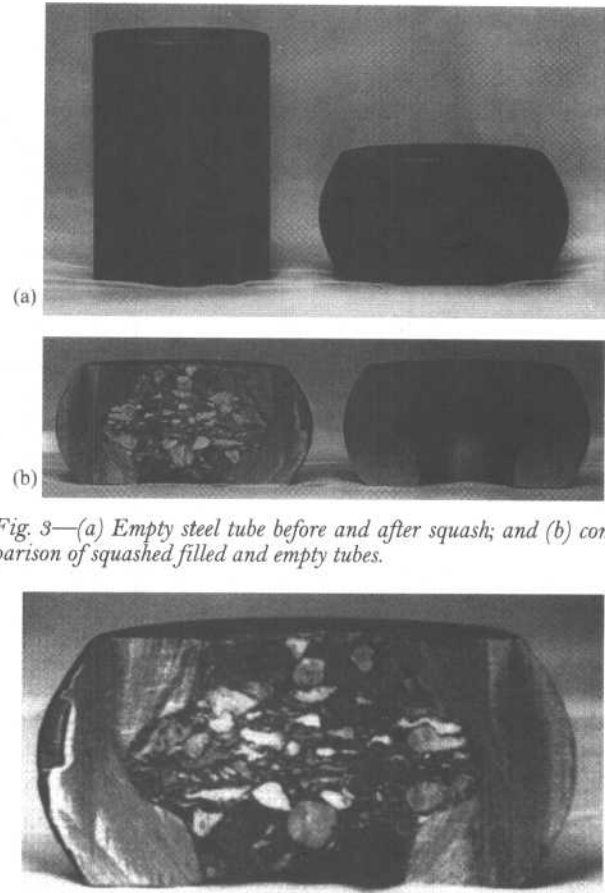 (a)
(b)
Fig. 3—(a) Empty steel tube before and after squash; and (b) com
parison of squashed filled and empty tubes.